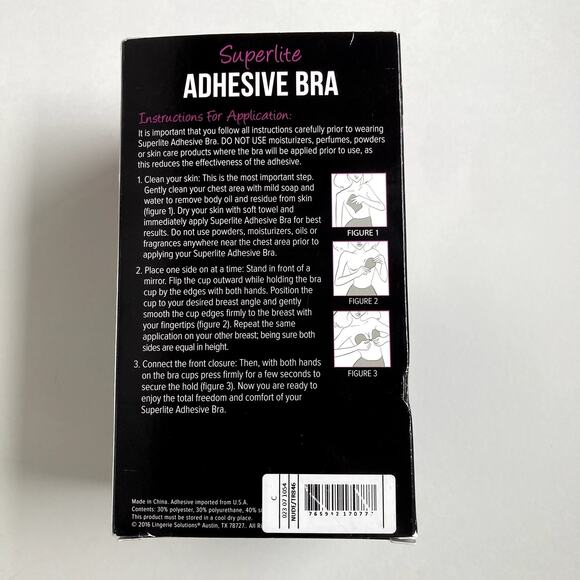 Superlite
ADHESIVE BRA
Instructions For Application:
It is important that you follow all instructions carefully prior to wearing
Superlite Adhesive Bra. DO NOT USE moisturizers, perfumes, powders
or skin care products where the bra will be applied prior to use, as
this reduces the effectiveness of the adhesive.
1. Clean your skin: This is the most important step.
Gently clean your chest area with mild soap and
water to remove body oil and residue from skin
(figure 1). Dry your skin with soft towel and
immediately apply Superlite Adhesive Bra for best
results. Do not use powders, moisturizers, oils or
fragrances anywhere near the chest area prior to
applying your Superlite Adhesive Bra.
FIGURE 1
2. Place one side on at a time: Stand in front of a
mirror. Flip the cup outward while holding the bra
cup by the edges with both hands. Position the
cup to your desired breast angle and gently
smooth the cup edges firmly to the breast with
your fingertips (figure 2). Repeat the same
application on your other breast; being sure both
sides are equal in height.
FIGURE 2
3. Connect the front closure: Then, with both hands
on the bra cups press firmly for a few seconds to
secure the hold (figure 3). Now you are ready to
enjoy the total freedom and comfort of your
Superlite Adhesive Bra.
FIGURE 3
Made in China. Adhesive imported from U.S.A.
Contents: 30% polyester, 30% polyurethane, 40%
This product must be stored in a cool dry place.
© 2016 Lingerie Solutions® Austin, TX 78727. All
C
023 07 1054
NUDE/TR846
7 65942 17077